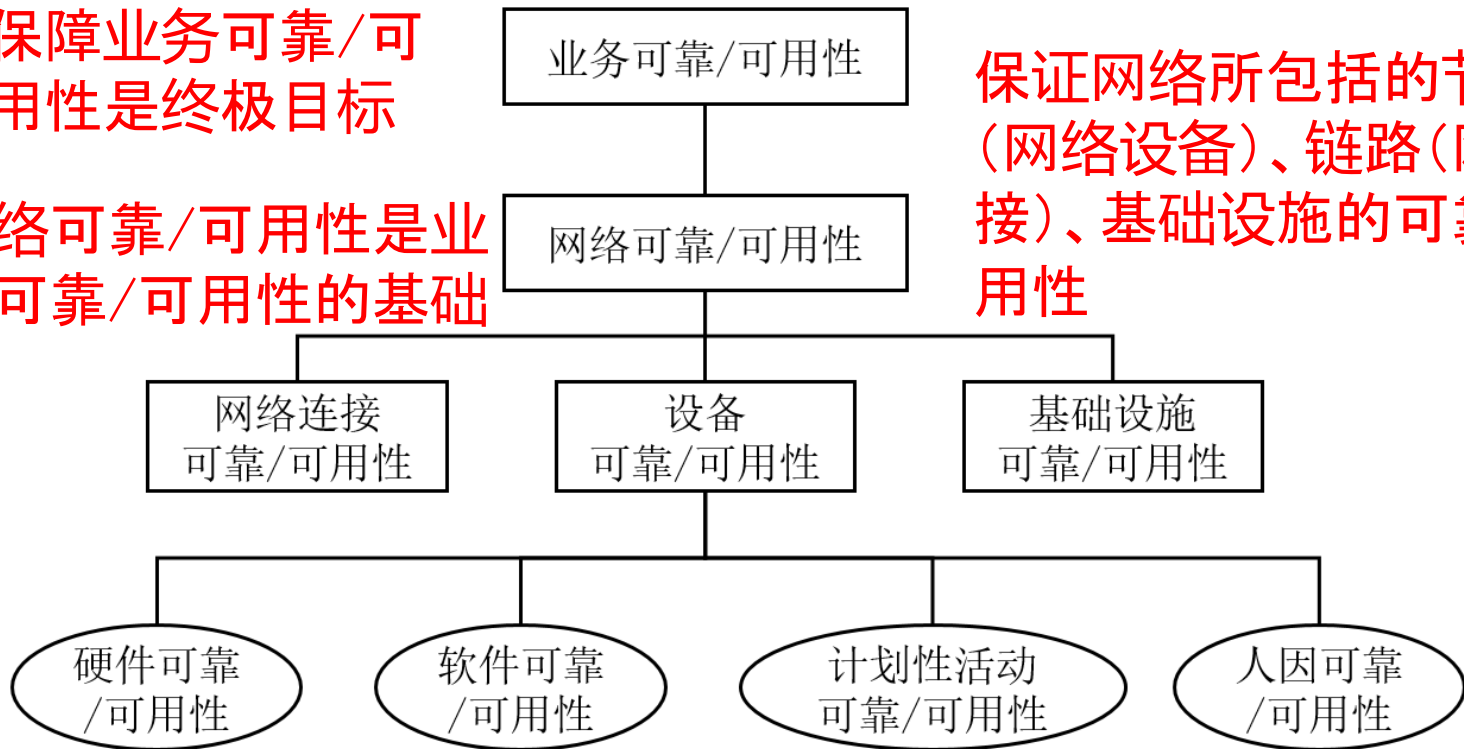 保障业务可靠/可
用性是终极目标
业务可靠/可用性
保证网络所包括的
(网络设备)、链路(
接)、基础设施的可
用性
络可靠/可用性是业
可靠/可用性的基础
网络可靠/可用性
网络连接
可靠/可用性
设备
可靠/可用性
基础设施
可靠/可用性
硬件可靠
/可用性
软件可靠
/可用性
计划性活动
可靠/可用性
人因可靠
/可用性